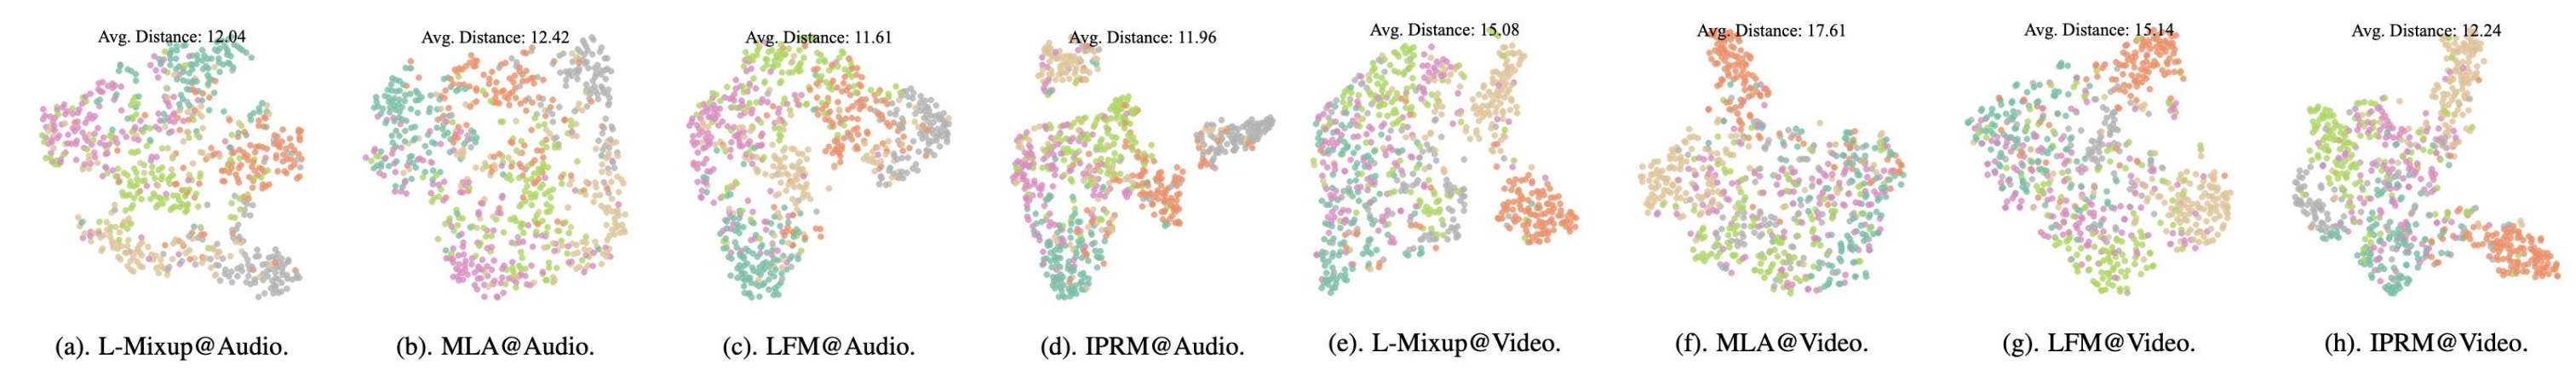 Avg. Distance: 12.04
Avg. Distance: 12.42
Avg. Distance: 11.61
Avg. Distance: 11.96
Avg. Distance: 15.08
Avg. Distance: 17.61
Avg. Distance: 15.14
Avg. Distance: 12.24
(a). L-Mixup@Audio.
(b). MLA@Audio.
(c). LFM@Audio.
(d). IPRM@Audio.
(e). L-Mixup@Video.
(f). MLA@Video.
(g). LFM@Video.
(h). IPRM@Video.